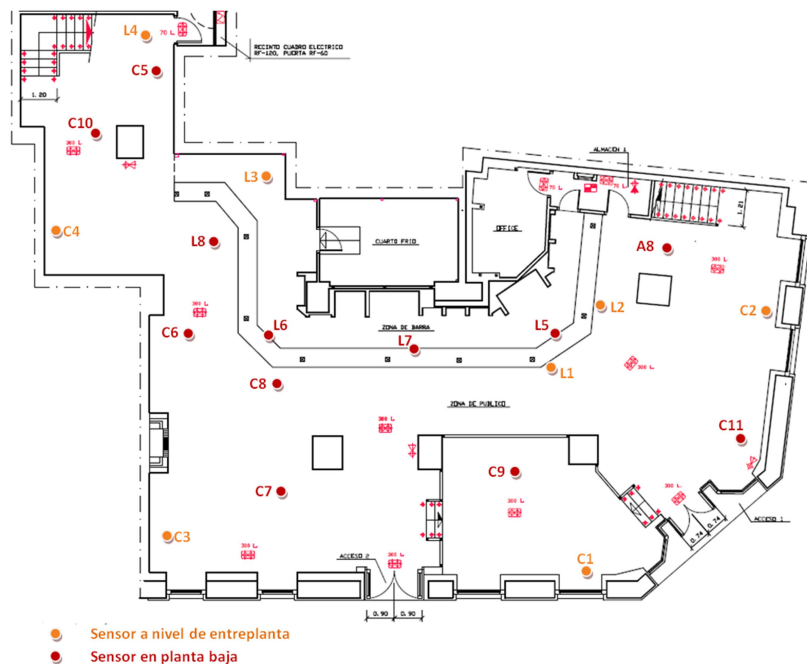 L4
70 L
RECINTO CUADRO ELECTRICO
RF-120, PUERTA RF-60
C5
1.20
C10
300 L
ALMACIÓN 1
L3
70 L
70 L
C4
L8
CUARTO FRIO
OFFICE
A8
1.21
300 L
300 L
L2
C2
C6
L6
ZONA DE BARRA
L5
L7
C8
L1
300 L
ZONA DE PUBLICO
300 L
C11
C9
C7
300 L
300 L
0.74
0.74
ACCESO 1
C3
300 L
ACCESO 2
300 L
C1
0.90
0.90
Sensor a nivel de entreplanta
Sensor en planta baja